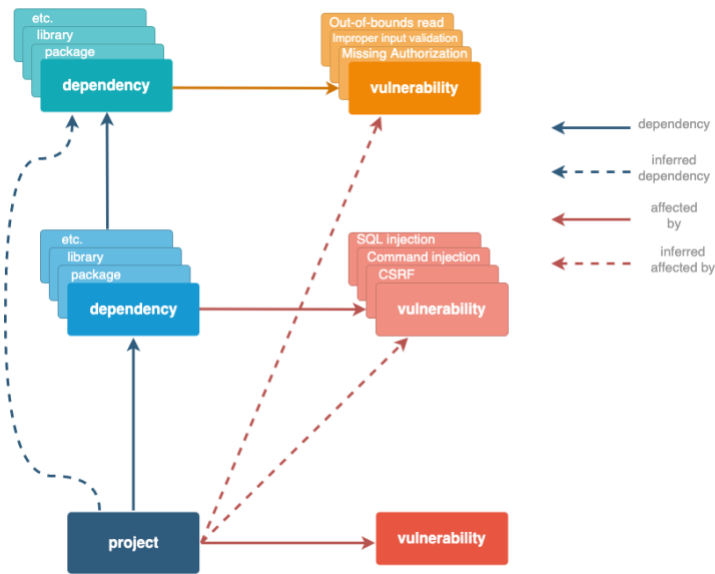 etc.
library
package
dependency
Out-of-bounds read
Improper input validation
Missing Authorization
vulnerability
dependency
inferred
dependency
affected
by
inferred
affected by
etc.
library
package
dependency
SQL injection
Command injection
CSRF
vulnerability
project
vulnerability